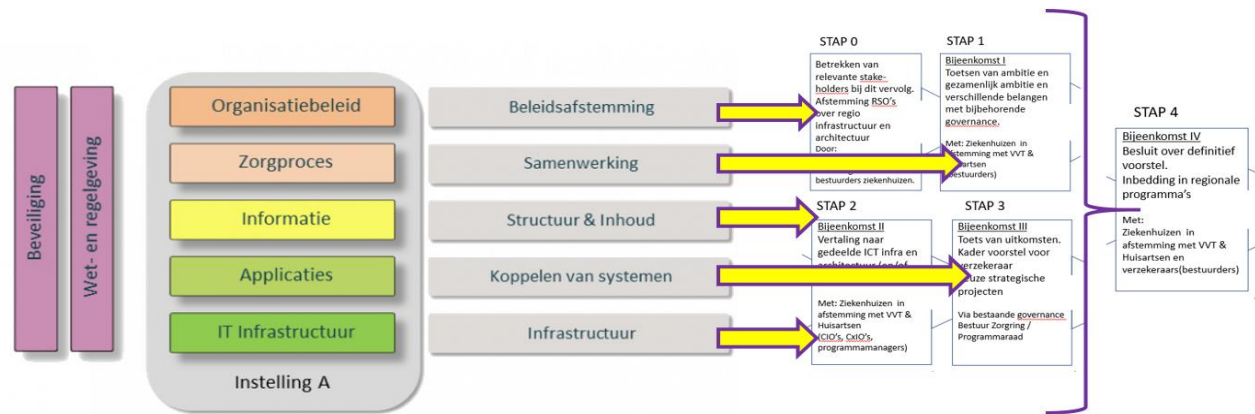 Beveiliging
Wet- en regelgeving
Organisatiebeleid
Zorgproces
Informatie
Applicaties
IT Infrastructuur
Instelling A
Beleidsafstemming
Samenwerking
Structuur & Inhoud
Koppelen van systemen
Infrastructuur
STAP 0
Betrekken van
relevante stake-
holders bij dit vervolg.
Afstemming RSO's
over regio
infrastructuur en
architectuur
Door:
bestuurders ziekenhuizen.
STAP 1
Bijeenkomst I
Toetsen van ambitie en
gezamenlijk ambitie en
verschillende belangen
met bijbehorende
governance.
Met: Ziekenhuizen in
afstemming met VVT &
(bestuurders)
STAP 2
Bijeenkomst II
Vertaling naar
gedeelde ICT infra en
Met: Ziekenhuizen in
afstemming met VVT &
Huisartsen
(CIO's, CxIO's,
programmamanagers)
STAP 3
Bijeenkomst III
Toets van uitkomsten.
Kader voorstel voor
verzekeraar
strategische
projecten
Via bestaande governance
Bestuur Zorgring /
Programmaraad
STAP 4
Bijeenkomst IV
Besluit over definitief
voorstel.
Inbedding in regionale
programma's
Met:
Ziekenhuizen in
afstemming met VVT &
Huisartsen en
verzekeraars(bestuurders)